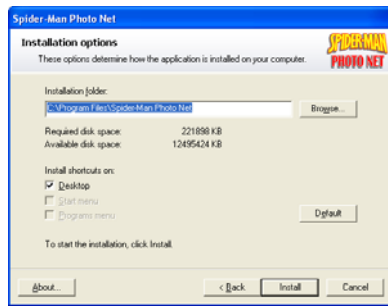 Spider-Man Photo Net
Installation options
These options determine how the application is installed on your computer.
SPIDER-MAN
PHOTO NET
Installation folder:
C:\Program Files\Spider-Man Photo Net
Browse...
Required disk space: 221898 KB
Available disk space: 12495424 KB
Install shortcuts on:
Desktop
Start menu
Programs menu
Default
To start the installation, click Install.
About... < Back Install Cancel